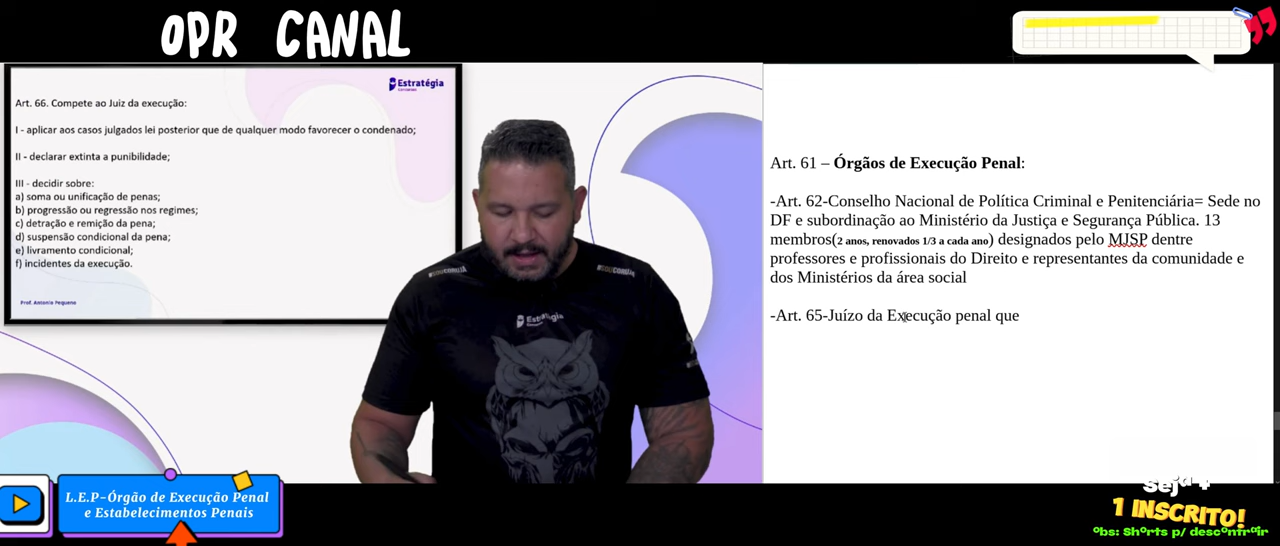 OPR CANAL
Estratégia
Concursos
Art. 66. Compete ao Juiz da execução:
I - aplicar aos casos julgados lei posterior que de qualquer modo favorecer o condenado;
II - declarar extinta a punibilidade;
III - decidir sobre:
a) soma ou unificação de penas;
b) progressão ou regressão nos regimes;
c) detração e remição da pena;
d) suspensão condicional da pena;
e) livramento condicional;
f) incidentes da execução.
Prof. Antonio Pequeno
#SOUCORUJA
Estratégia
Art. 61 – Órgãos de Execução Penal:
-Art. 62-Conselho Nacional de Política Criminal e Penitenciária= Sede no
DF e subordinação ao Ministério da Justiça e Segurança Pública. 13
membros(2 anos, renovados 1/3 a cada ano) designados pelo MJSP dentre
professores e profissionais do Direito e representantes da comunidade e
dos Ministérios da área social
-Art. 65-Juízo da Execução penal que
L.E.P-Órgão de Execução Penal
e Estabelecimentos Penais
Seja +
1 INSCRITO!
obs: Shorts p/ descontrair